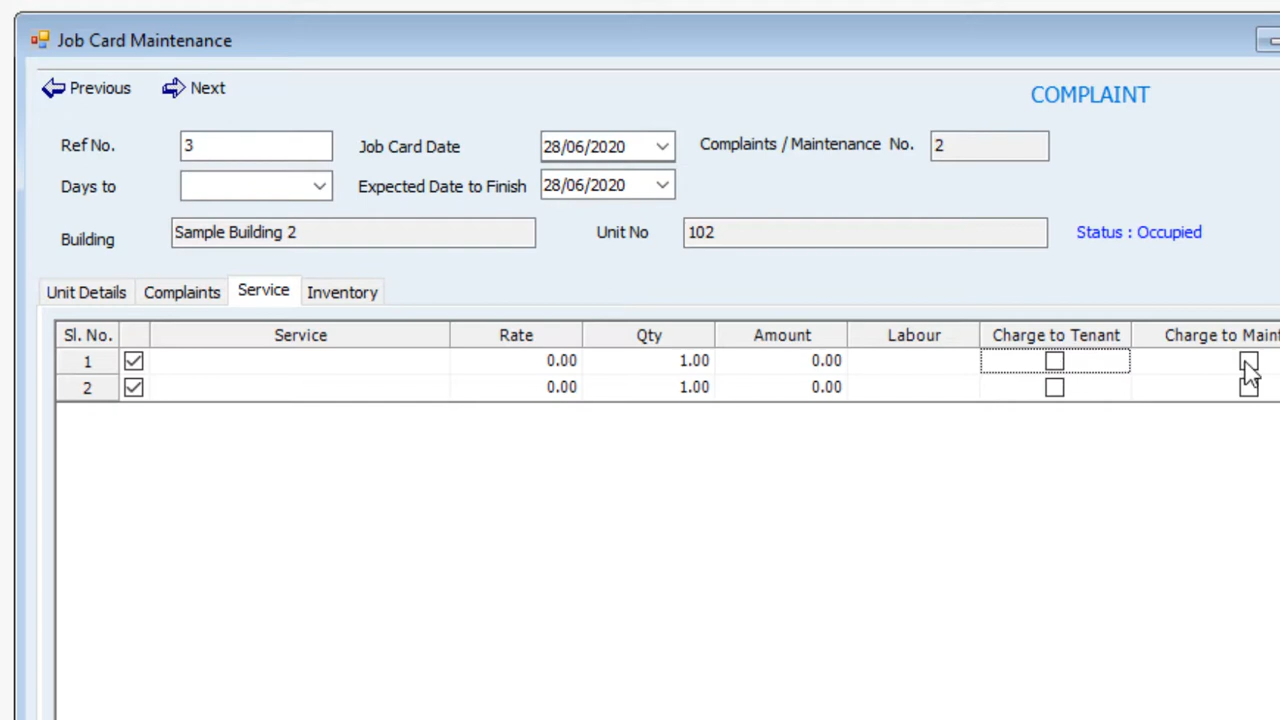 Job Card Maintenance
Previous Next
COMPLAINT
Ref No. 3 Job Card Date 28/06/2020 Complaints / Maintenance No. 2
Days to Expected Date to Finish 28/06/2020
Building Sample Building 2 Unit No 102 Status : Occupied
Unit Details Complaints Service Inventory
Sl. No. Service Rate Qty Amount Labour Charge to Tenant Charge to Maint
1 0.00 1.00 0.00
2 0.00 1.00 0.00